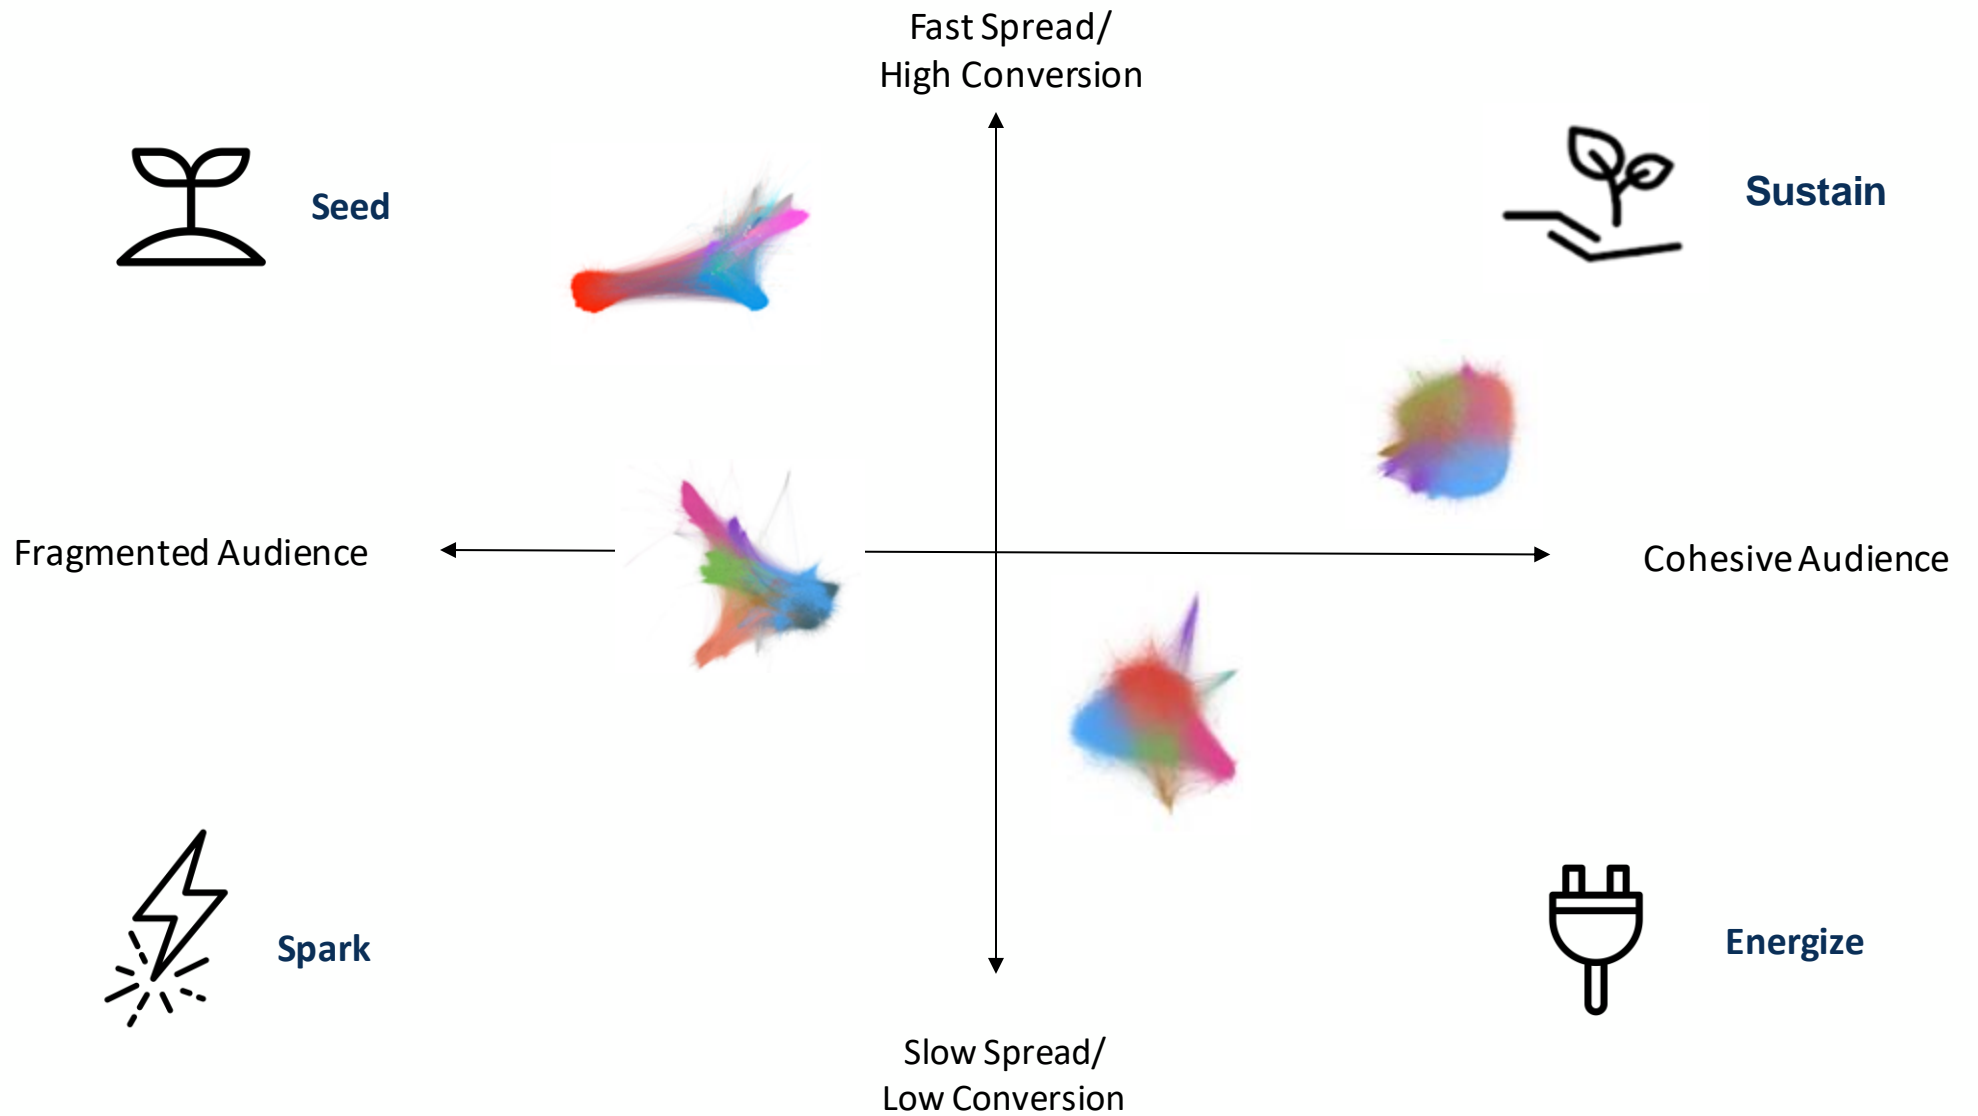 Fast Spread/
High Conversion
Seed
Sustain
Fragmented Audience
Cohesive Audience
Spark
Energize
Slow Spread/
Low Conversion